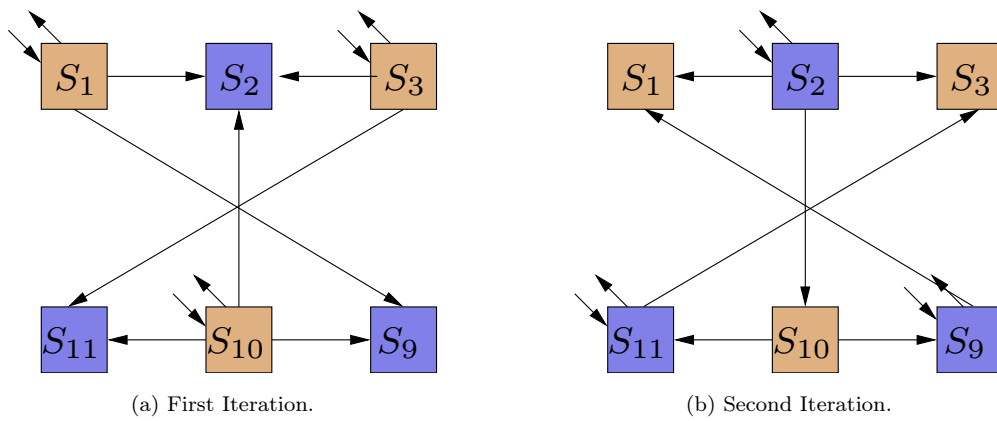 S₁ S₂ S₃ S₁ S₂ S₃
S₁₁ S₁₀ S₉ S₁₁ S₁₀ S₉
(a) First Iteration. (b) Second Iteration.